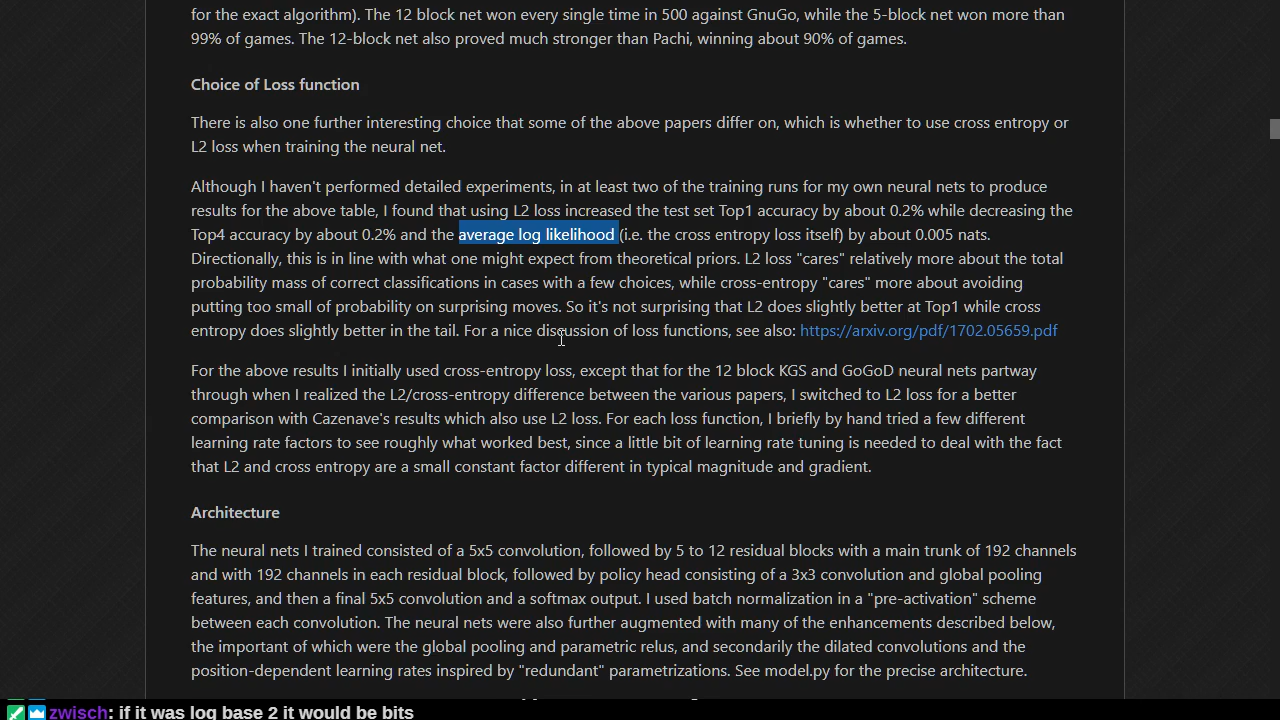 for the exact algorithm). The 12 block net won every single time in 500 against GnuGo, while the 5-block net won more than
99% of games. The 12-block net also proved much stronger than Pachi, winning about 90% of games.
Choice of Loss function
There is also one further interesting choice that some of the above papers differ on, which is whether to use cross entropy or
L2 loss when training the neural net.
Although I haven't performed detailed experiments, in at least two of the training runs for my own neural nets to produce
results for the above table, I found that using L2 loss increased the test set Top1 accuracy by about 0.2% while decreasing the
Top4 accuracy by about 0.2% and the average log likelihood (i.e. the cross entropy loss itself) by about 0.005 nats.
Directionally, this is in line with what one might expect from theoretical priors. L2 loss "cares" relatively more about the total
probability mass of correct classifications in cases with a few choices, while cross-entropy "cares" more about avoiding
putting too small of probability on surprising moves. So it's not surprising that L2 does slightly better at Top1 while cross
entropy does slightly better in the tail. For a nice discussion of loss functions, see also: https://arxiv.org/pdf/1702.05659.pdf
For the above results I initially used cross-entropy loss, except that for the 12 block KGS and GoGoD neural nets partway
through when I realized the L2/cross-entropy difference between the various papers, I switched to L2 loss for a better
comparison with Cazenave's results which also use L2 loss. For each loss function, I briefly by hand tried a few different
learning rate factors to see roughly what worked best, since a little bit of learning rate tuning is needed to deal with the fact
that L2 and cross entropy are a small constant factor different in typical magnitude and gradient.
Architecture
The neural nets I trained consisted of a 5x5 convolution, followed by 5 to 12 residual blocks with a main trunk of 192 channels
and with 192 channels in each residual block, followed by policy head consisting of a 3x3 convolution and global pooling
features, and then a final 5x5 convolution and a softmax output. I used batch normalization in a "pre-activation" scheme
between each convolution. The neural nets were also further augmented with many of the enhancements described below,
the important of which were the global pooling and parametric relus, and secondarily the dilated convolutions and the
position-dependent learning rates inspired by "redundant" parametrizations. See model.py for the precise architecture.
zwisch: if it was log base 2 it would be bits